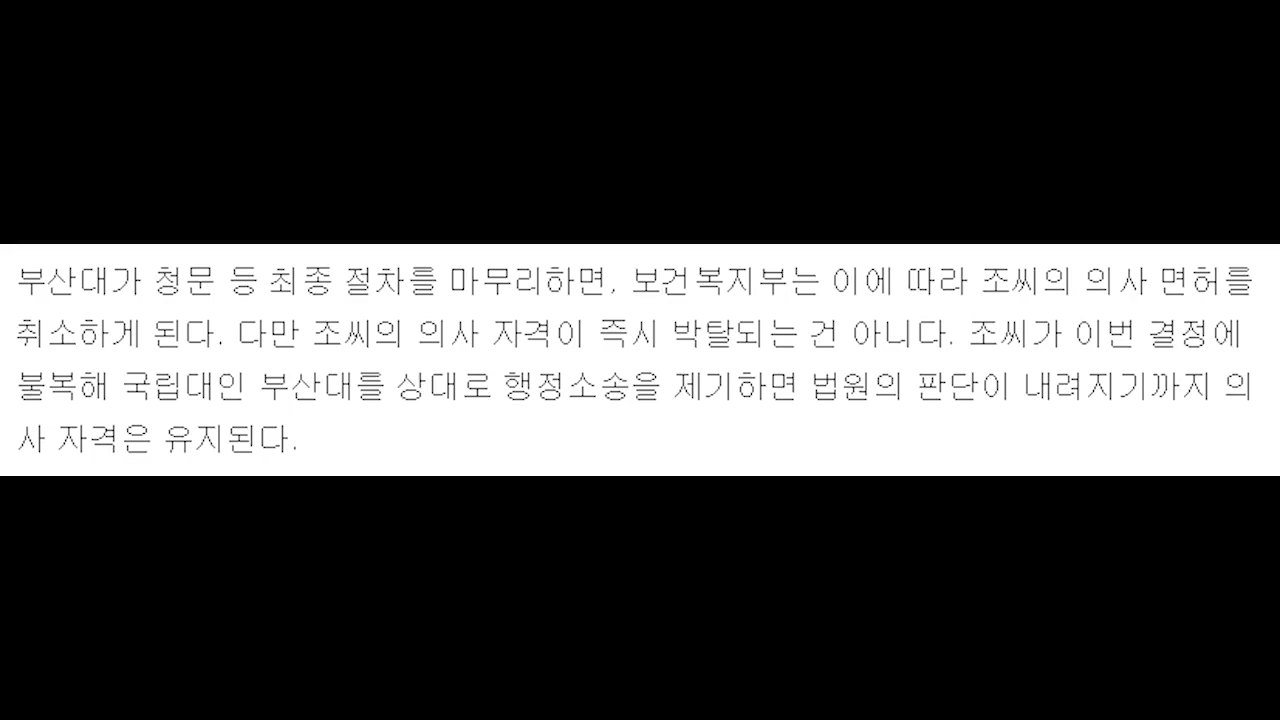 부산대가 청문 등 최종 절차를 마무리하면, 보건복지부는 이에 따라 조씨의 의사 면허를
취소하게 된다. 다만 조씨의 의사 자격이 즉시 박탈되는 건 아니다. 조씨가 이번 결정에
불복해 국립대인 부산대를 상대로 행정소송을 제기하면 법원의 판단이 내려지기까지 의
사 자격은 유지된다.